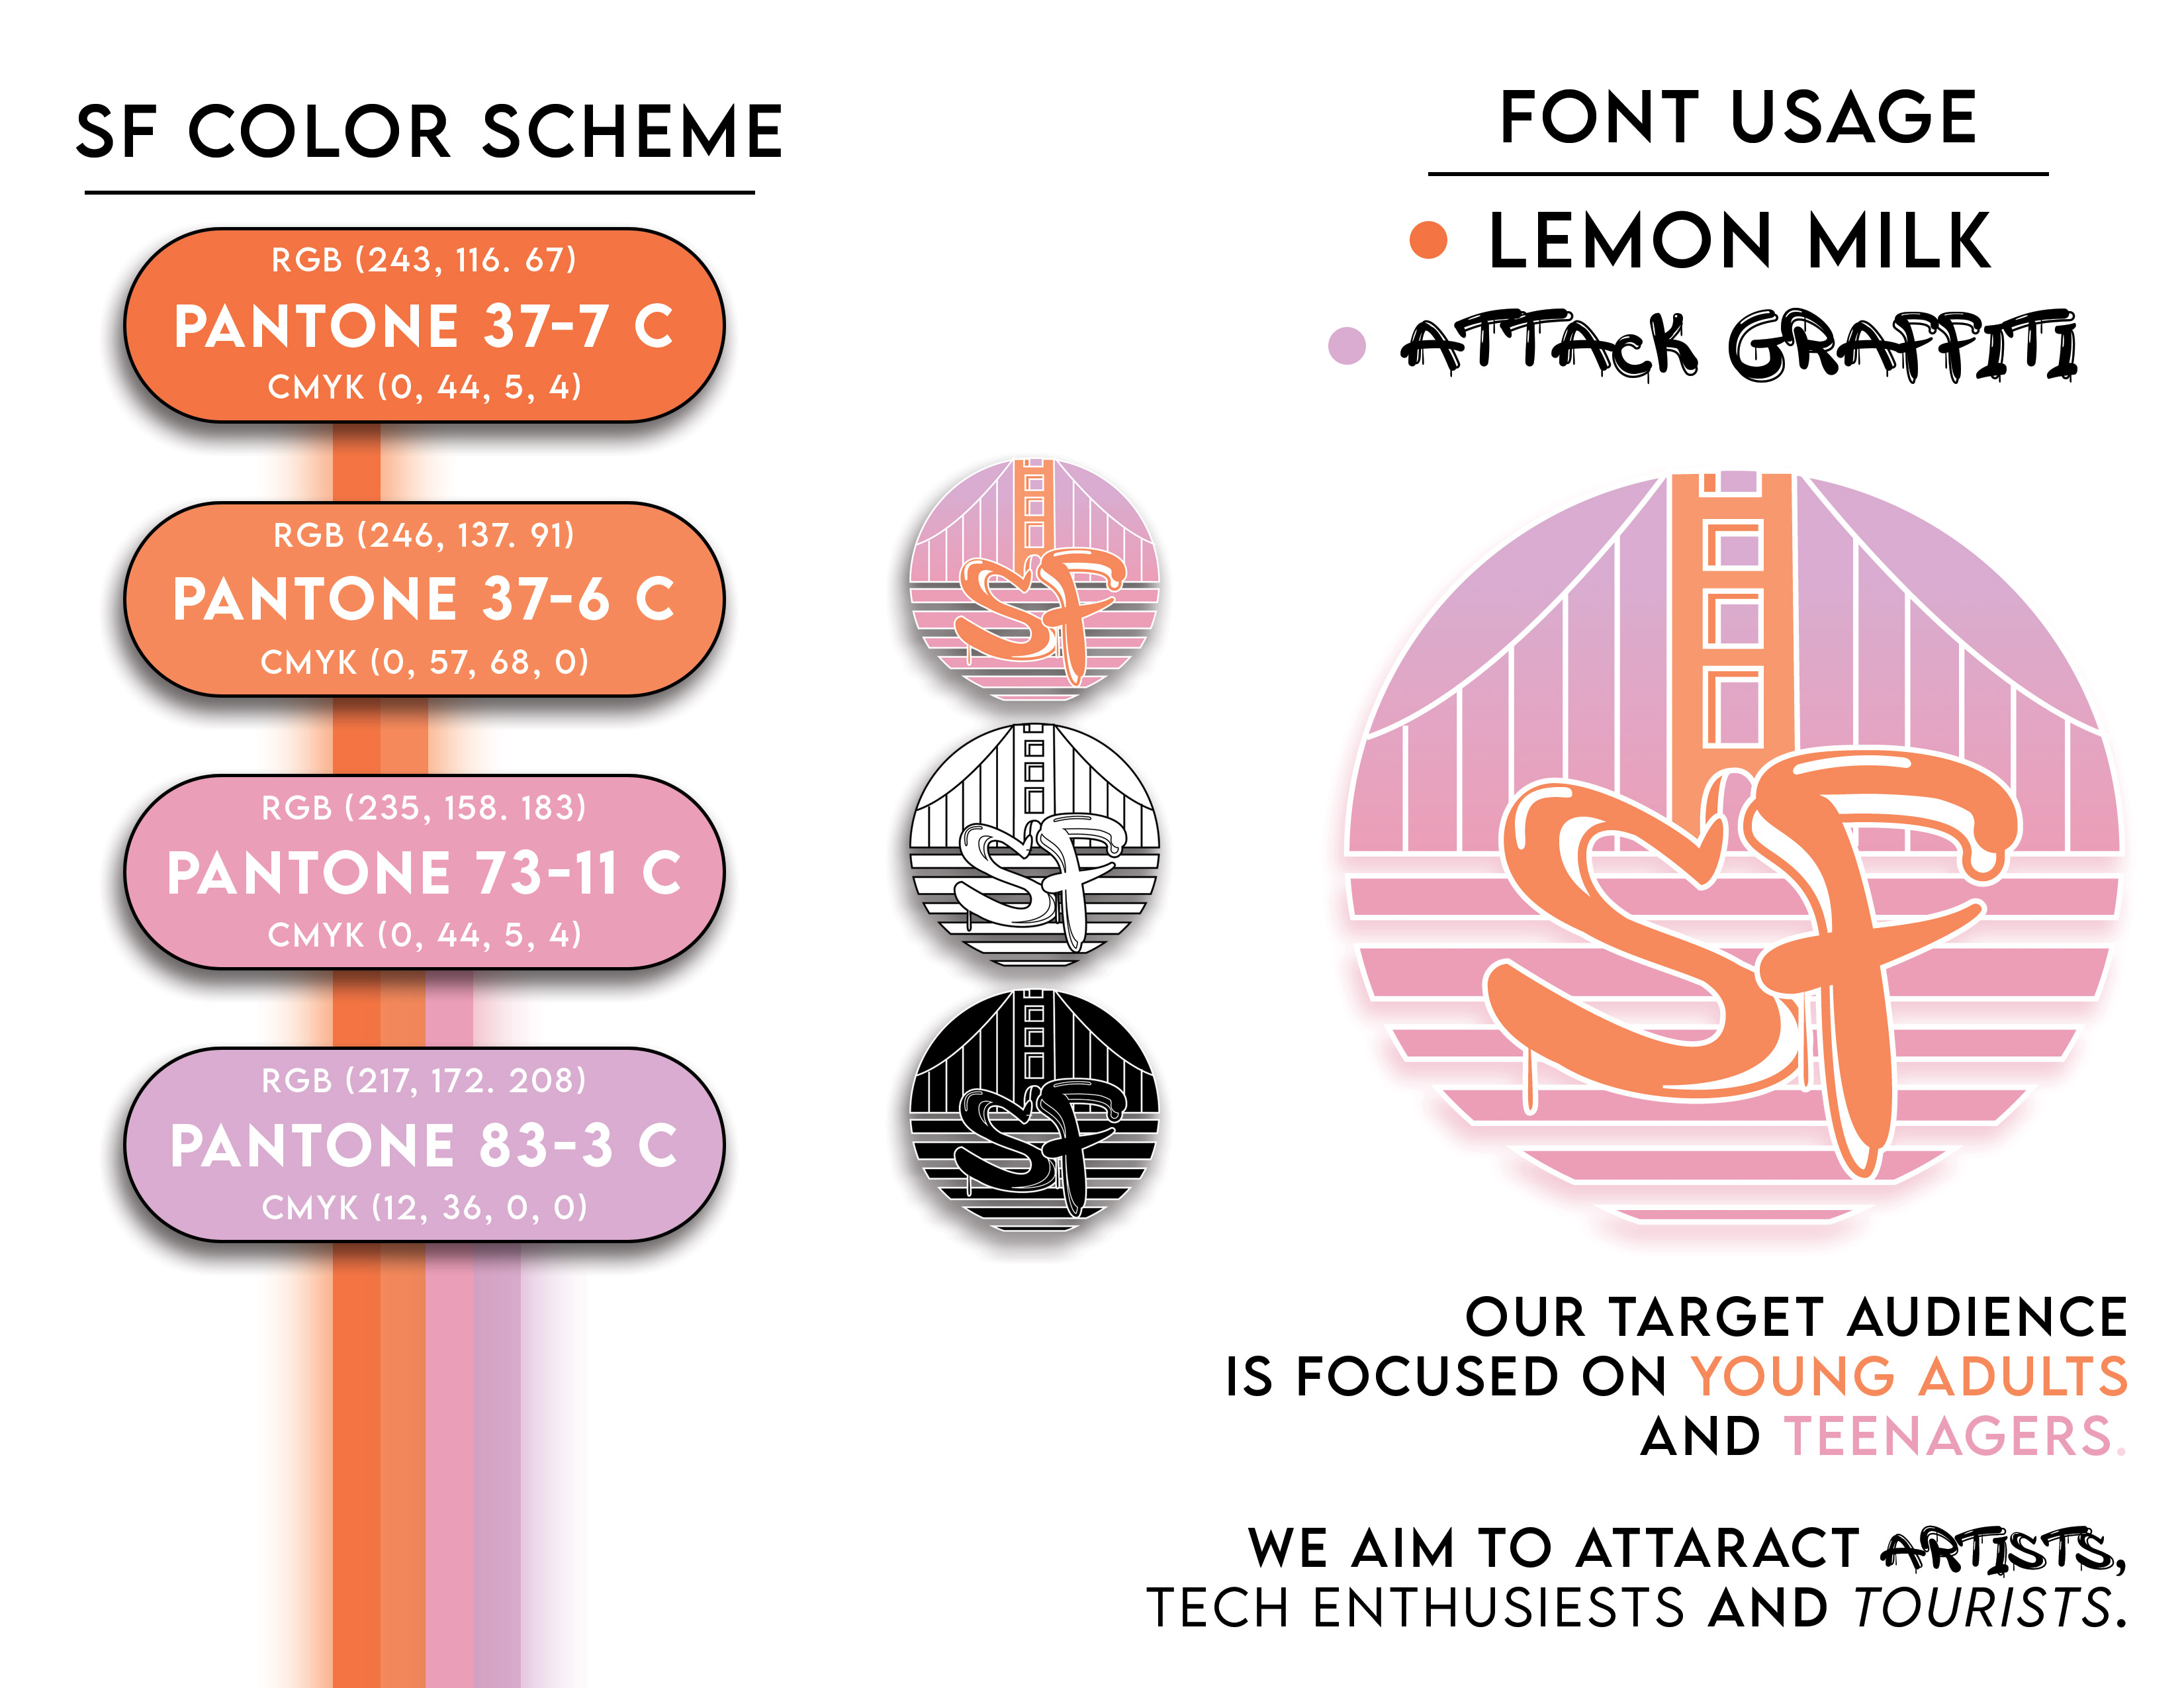 SF COLOR SCHEME
RGB (243, 116. 67)
PANTONE 37-7 C
CMYK (0, 44, 5, 4)
RGB (246, 137. 91)
PANTONE 37-6 C
CMYK (0, 57, 68, 0)
RGB (235, 158. 183)
PANTONE 73-11 C
CMYK (0, 44, 5, 4)
RGB (217, 172. 208)
PANTONE 83-3 C
CMYK (12, 36, 0, 0)
SF
SF
SF
FONT USAGE
LEMON MILK
ATTACK GRAFFITI
SF
OUR TARGET AUDIENCE
IS FOCUSED ON YOUNG ADULTS
AND TEENAGERS.
WE AIM TO ATTARACT ARTISTS,
TECH ENTHUSIESTS AND TOURISTS.